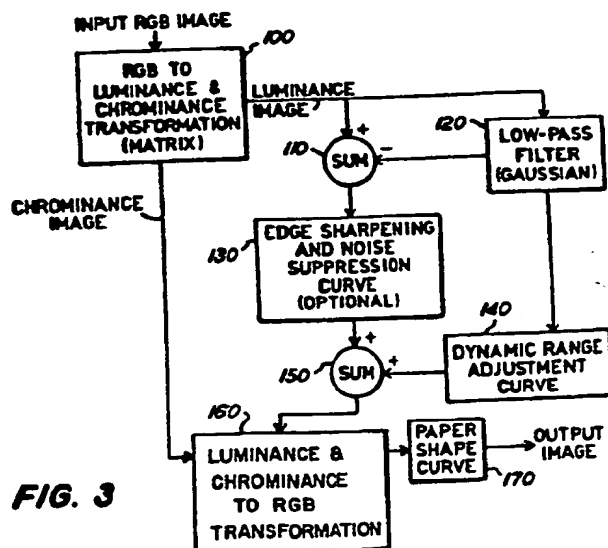 INPUT RGB IMAGE
100
RGB TO
LUMINANCE &
CHROMINANCE
TRANSFORMATION
(MATRIX)
LUMINANCE
IMAGE
110
+
SUM
-
120
LOW-PASS
FILTER
(GAUSSIAN)
CHROMINANCE
IMAGE
130
EDGE SHARPENING
AND NOISE
SUPPRESSION
CURVE
(OPTIONAL)
140
DYNAMIC RANGE
ADJUSTMENT
CURVE
150
+
SUM
+
160
LUMINANCE &
CHROMINANCE
TO RGB
TRANSFORMATION
PAPER
SHAPE
CURVE
170
OUTPUT
IMAGE
FIG. 3